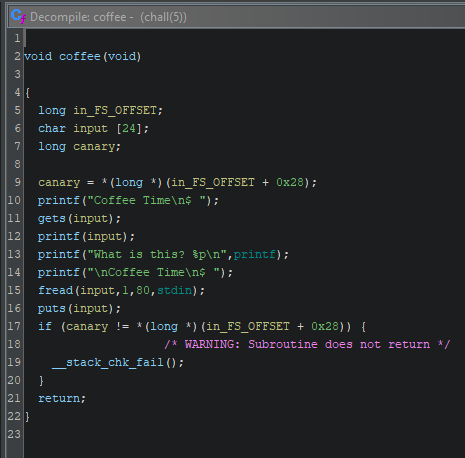 Decompile: coffee - (chall(5))
1
2 void coffee(void)
3
4 {
5 long in_FS_OFFSET;
6 char input [24];
7 long canary;
8
9 canary = *(long *)(in_FS_OFFSET + 0x28);
10 printf("Coffee Time\n$ ");
11 gets(input);
12 printf(input);
13 printf("What is this? %p\n",printf);
14 printf("\nCoffee Time\n$ ");
15 fread(input,1,80,stdin);
16 puts(input);
17 if (canary != *(long *)(in_FS_OFFSET + 0x28)) {
18 /* WARNING: Subroutine does not return */
19 __stack_chk_fail();
20 }
21 return;
22 }
23